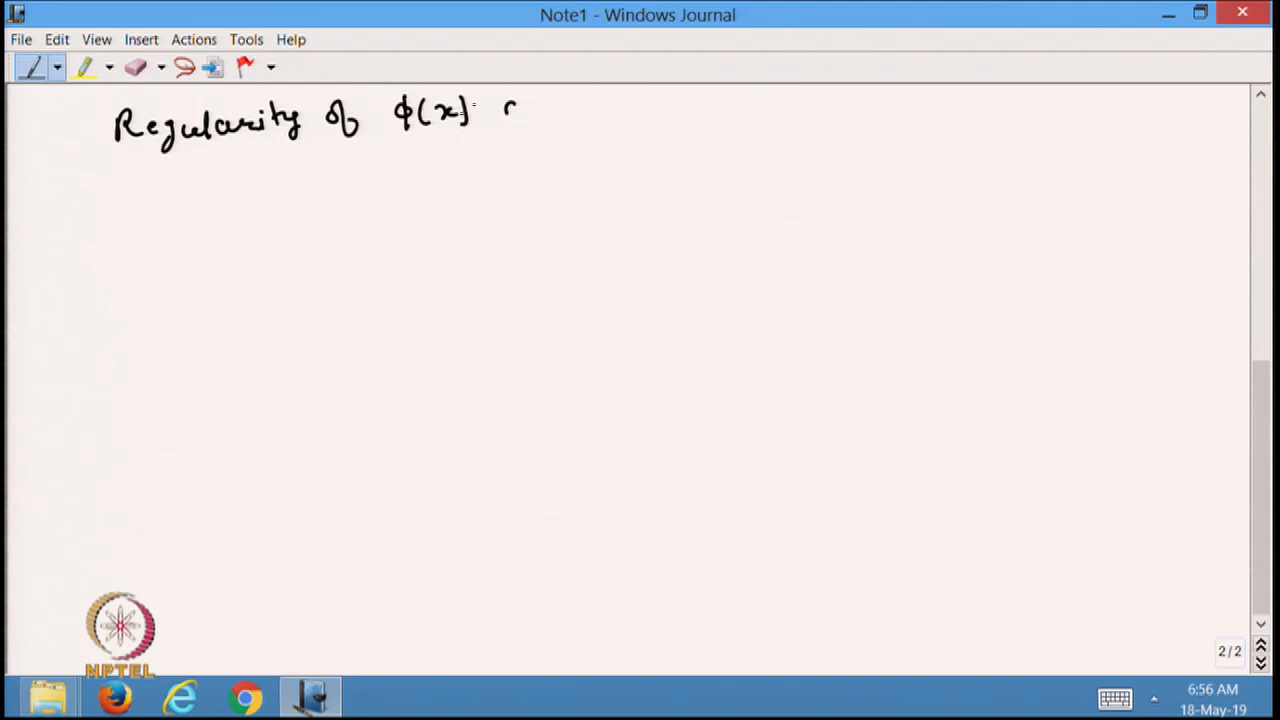 Note1 - Windows Journal
File Edit View Insert Actions Tools Help
Regularity of ϕ(x)
2 / 2
NPTEL
6:56 AM
18-May-19